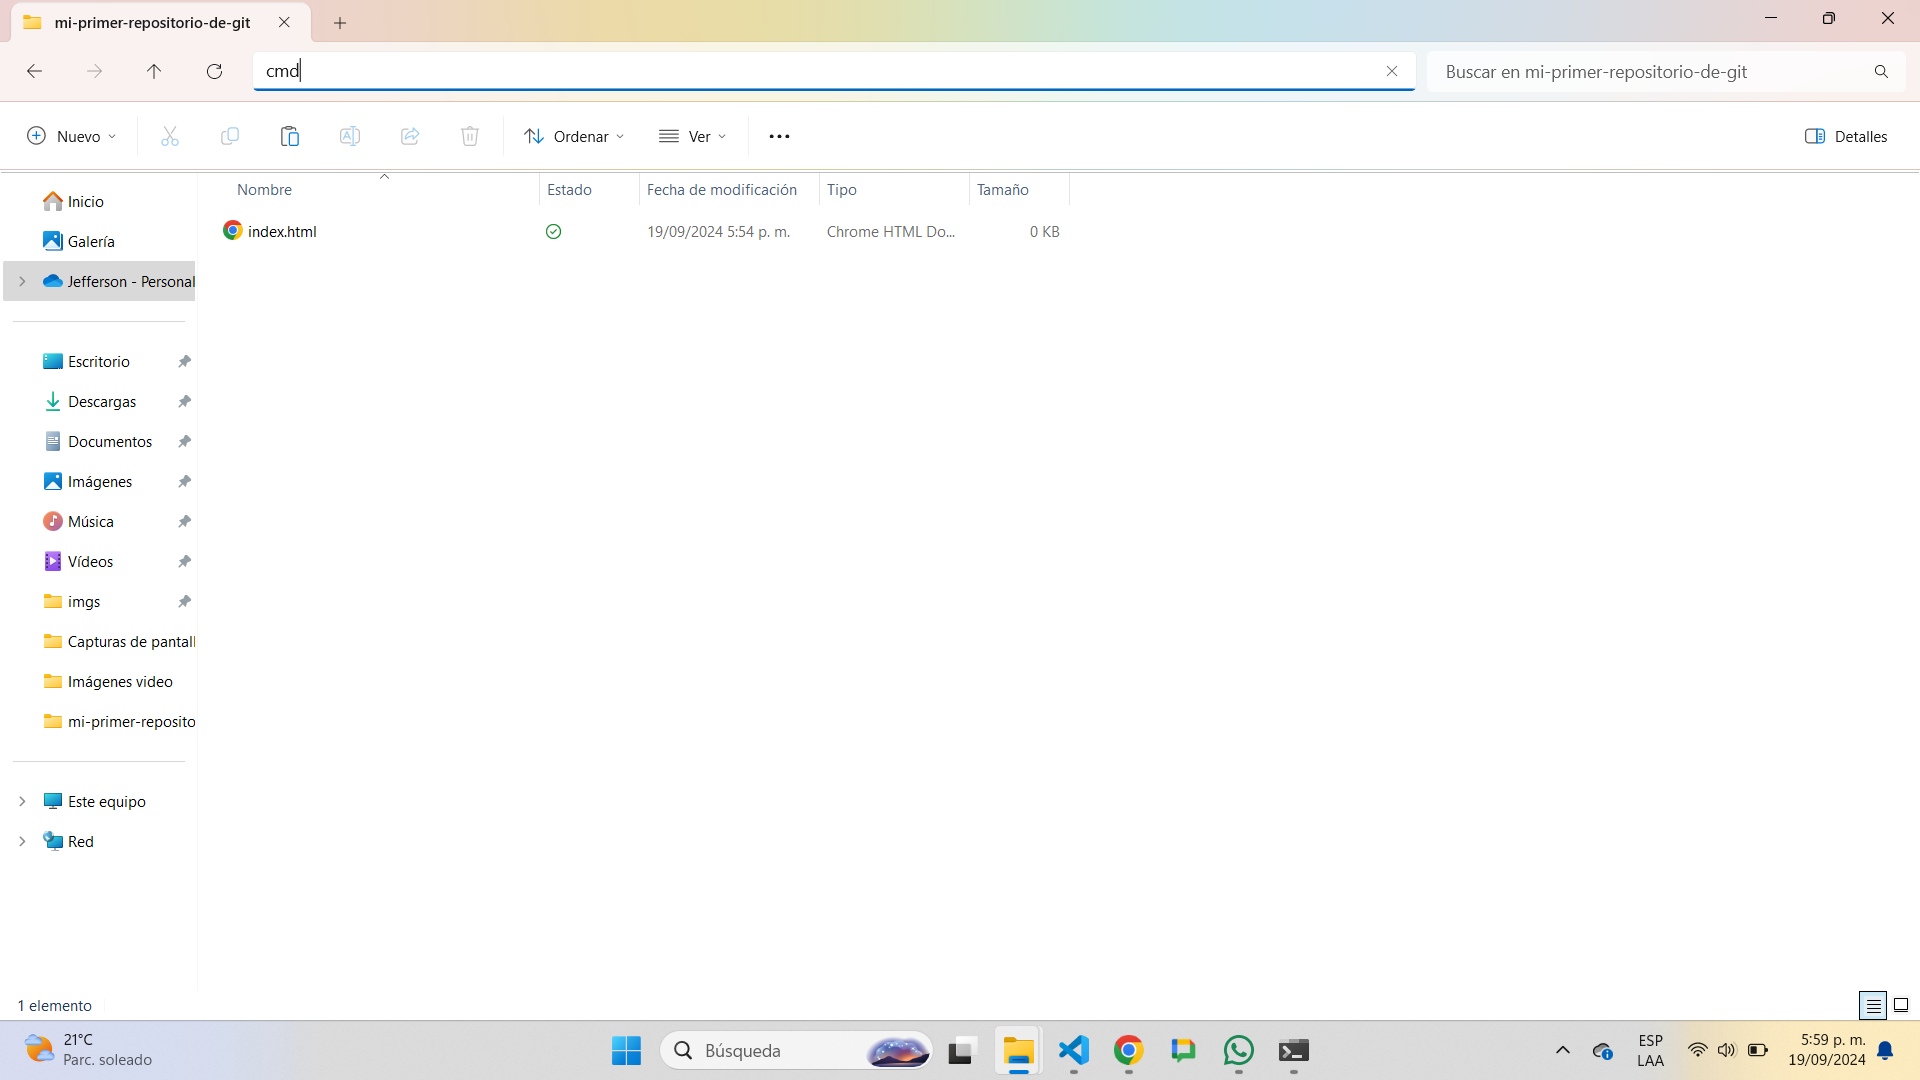 mi-primer-repositorio-de-git
cmd
Buscar en mi-primer-repositorio-de-git
Nuevo
Ordenar
Ver
Detalles
Nombre
Estado
Fecha de modificación
Tipo
Tamaño
index.html
19/09/2024 5:54 p. m.
Chrome HTML Do...
0 KB
Inicio
Galería
Jefferson - Personal
Escritorio
Descargas
Documentos
Imágenes
Música
Vídeos
imgs
Capturas de pantall
Imágenes video
mi-primer-reposito
Este equipo
Red
1 elemento
21°C
Parc. soleado
Búsqueda
ESP
LAA
5:59 p. m.
19/09/2024